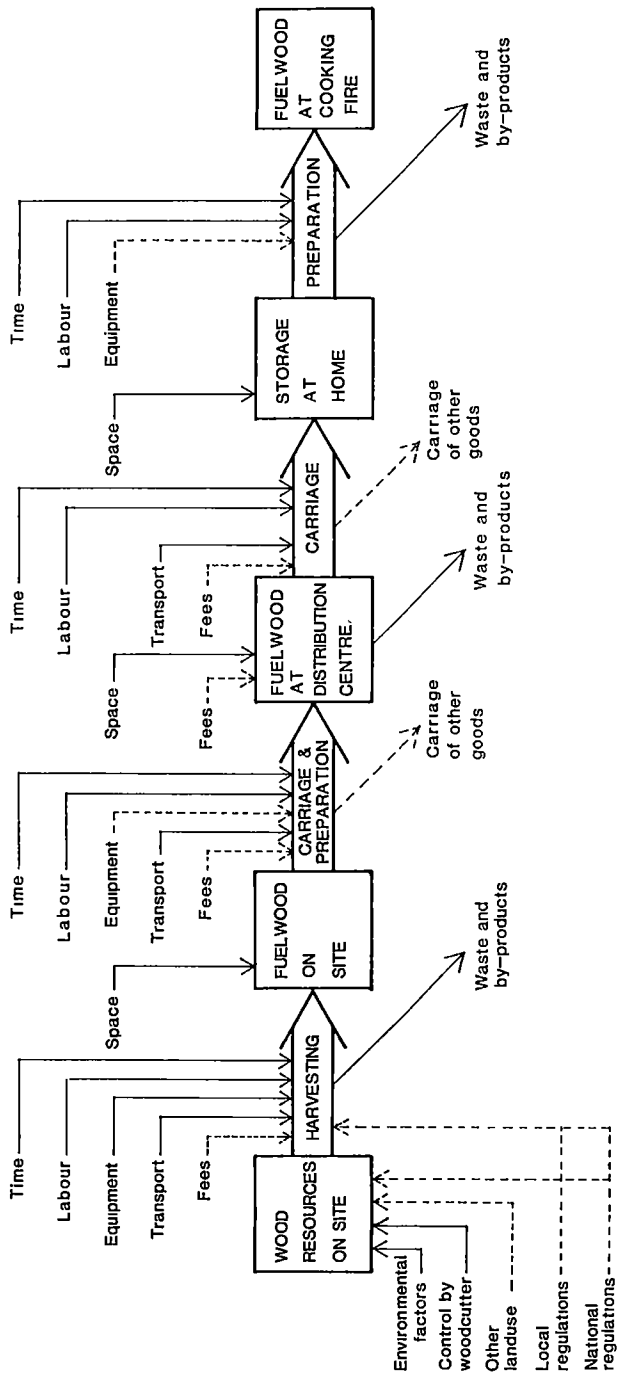 Time
Labour
Equipment
Transport
Fees
HARVESTING
WOOD
RESOURCES
ON SITE
Environmental
factors
Control by
woodcutter
Other
landuse
Local
regulations
National
regulations
Waste and
by-products
Space
FUELWOOD
ON
SITE
Time
Labour
Equipment
Transport
Fees
CARRIAGE &
PREPARATION
Carriage
of other
goods
Space
Fees
FUELWOOD
AT
DISTRIBUTION
CENTRE
Waste and
by-products
Time
Labour
Transport
Fees
CARRIAGE
Carriage
of other
goods
Space
STORAGE
AT
HOME
Time
Labour
Equipment
PREPARATION
Waste and
by-products
FUELWOOD
AT
COOKING
FIRE